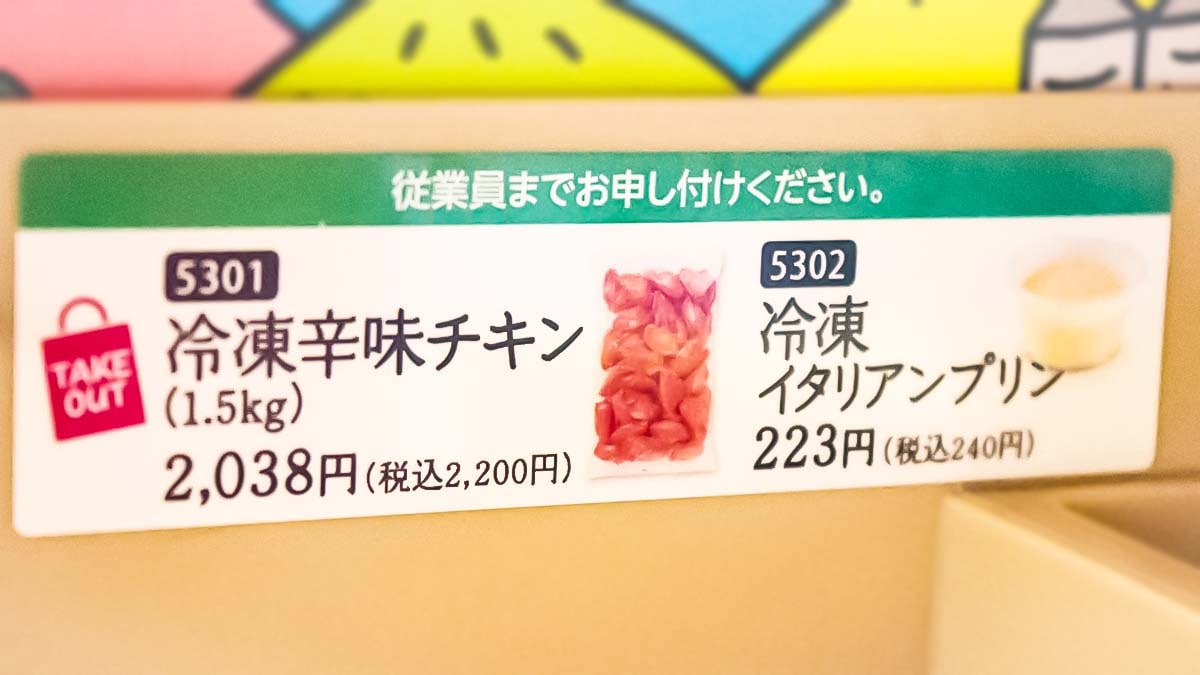 従業員までお申し付けください。
TAKE
OUT
5301
冷凍辛味チキン
(1.5kg)
2,038円(税込2,200円)
5302
冷凍
イタリアンプリン
223円(税込240円)